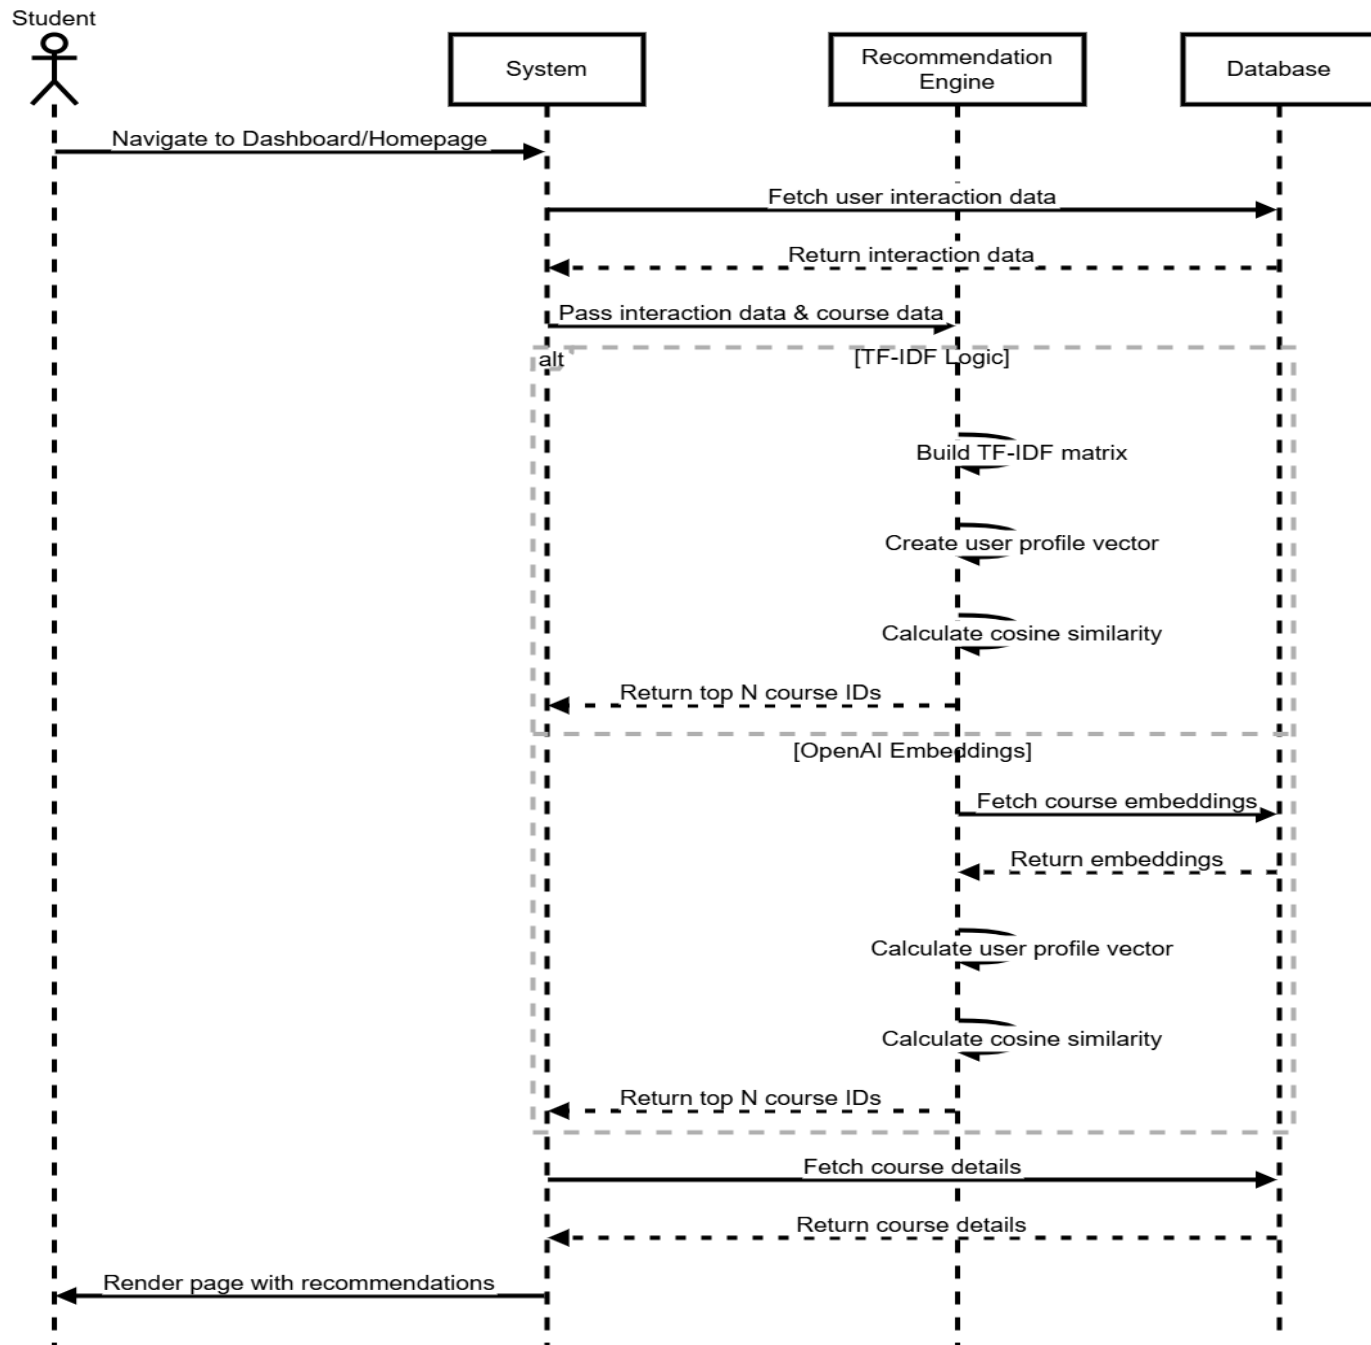 Student
System
Recommendation
Engine
Database
Navigate to Dashboard/Homepage
Fetch user interaction data
Return interaction data
Pass interaction data & course data
alt
[TF-IDF Logic]
Build TF-IDF matrix
Create user profile vector
Calculate cosine similarity
Return top N course IDs
[OpenAI Embeddings]
Fetch course embeddings
Return embeddings
Calculate user profile vector
Calculate cosine similarity
Return top N course IDs
Fetch course details
Return course details
Render page with recommendations